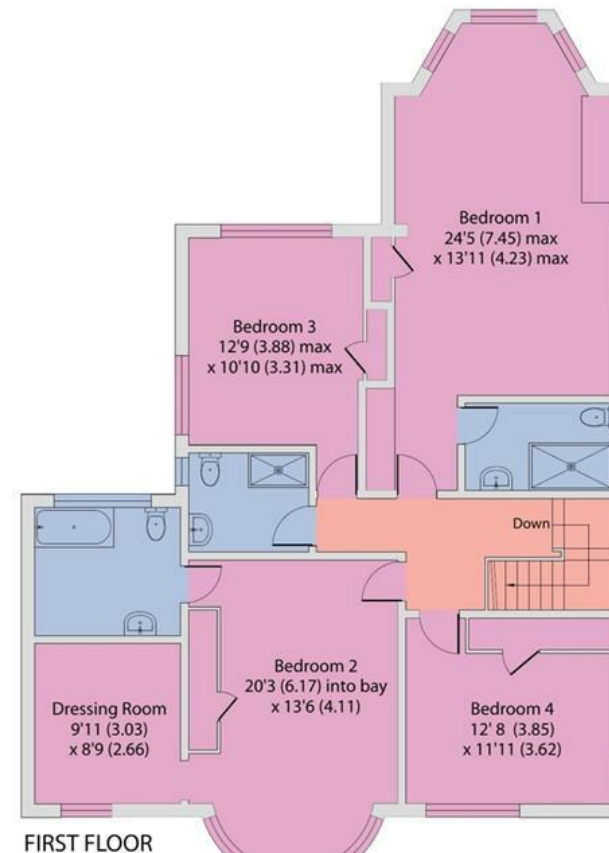 Bedroom 1
24'5 (7.45) max
x 13'11 (4.23) max
Bedroom 3
12'9 (3.88) max
x 10'10 (3.31) max
Down
Bedroom 2
20'3 (6.17) into bay
x 13'6 (4.11)
Dressing Room
9'11 (3.03)
x 8'9 (2.66)
Bedroom 4
12' 8 (3.85)
x 11'11 (3.62)
FIRST FLOOR